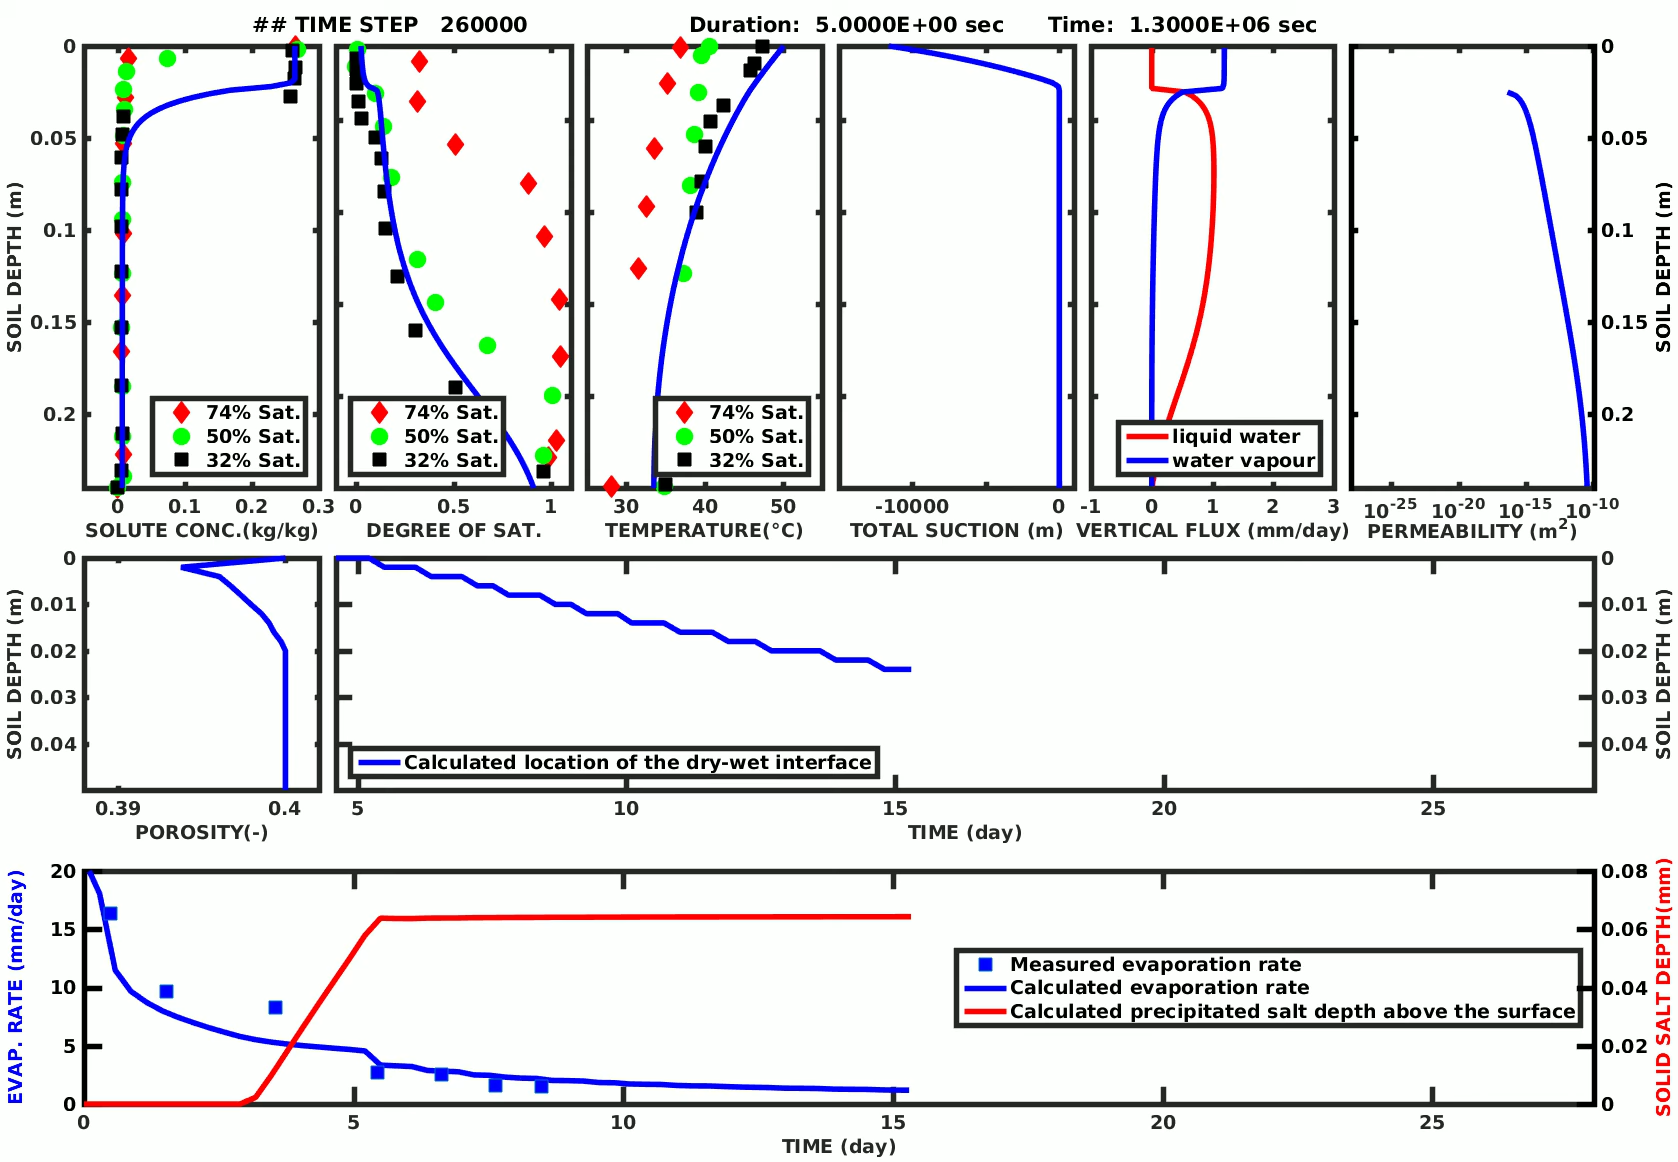 ## TIME STEP 260000 Duration: 5.0000E+00 sec Time: 1.3000E+06 sec
0 0
0.05 0.05
0.1 0.1
0.15 0.15
0.2 0.2
SOIL DEPTH (m)
SOIL DEPTH (m)
74% Sat.
50% Sat.
32% Sat.
74% Sat.
50% Sat.
32% Sat.
74% Sat.
50% Sat.
32% Sat.
liquid water
water vapour
0 0.1 0.2 0.3
SOLUTE CONC.(kg/kg)
0 0.5 1
DEGREE OF SAT.
30 40 50
TEMPERATURE(°C)
-10000 0
TOTAL SUCTION (m)
-1 0 1 2 3
VERTICAL FLUX (mm/day)
10-25 10-20 10-15 10-10
PERMEABILITY (m2)
0 0
0.01 0.01
0.02 0.02
0.03 0.03
0.04 0.04
SOIL DEPTH (m)
SOIL DEPTH (m)
Calculated location of the dry-wet interface
0.39 0.4
POROSITY(-)
5 10 15 20 25
TIME (day)
20 0.08
15 0.06
10 0.04
5 0.02
0 0
EVAP. RATE (mm/day)
SOLID SALT DEPTH(mm)
Measured evaporation rate
Calculated evaporation rate
Calculated precipitated salt depth above the surface
0 5 10 15 20 25
TIME (day)